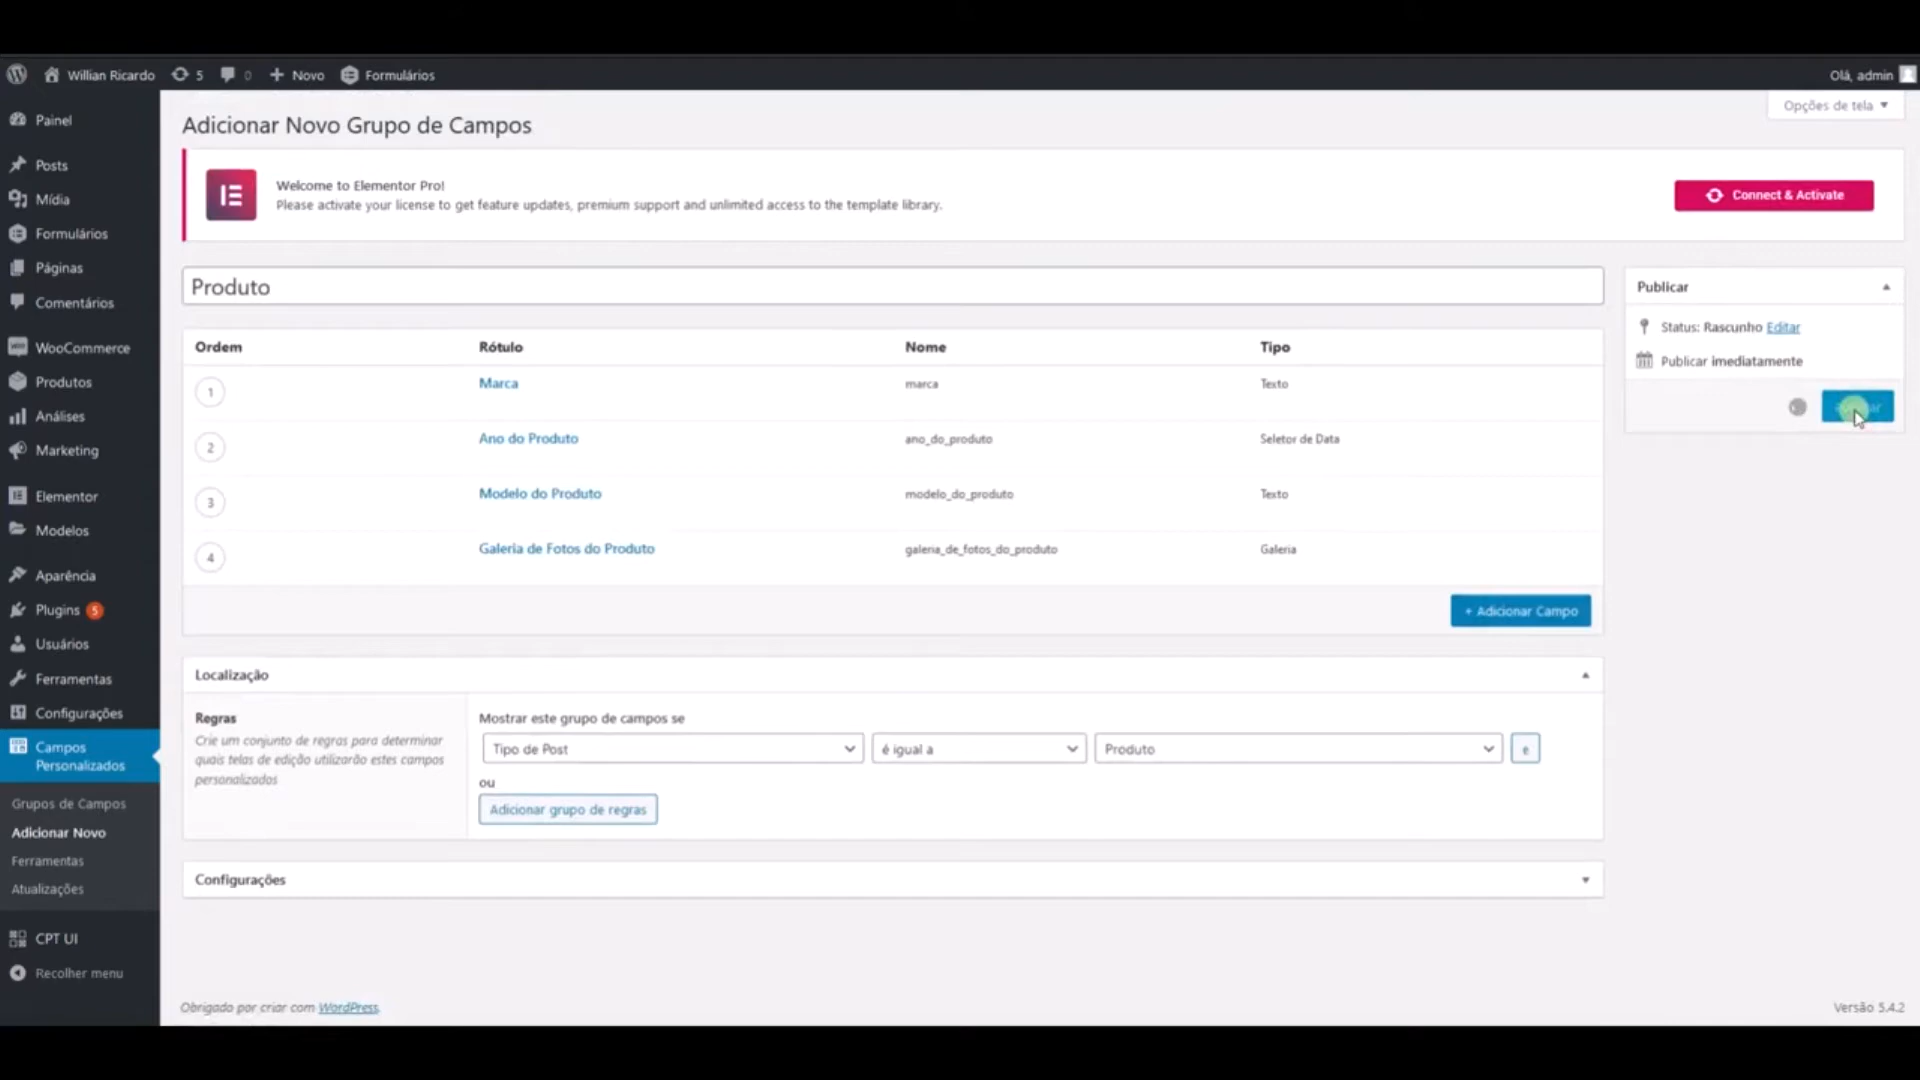 Willian Ricardo 5 0 Novo Formulários Olá, admin
Opções de tela
Painel
Posts
Mídia
Formulários
Páginas
Comentários
WooCommerce
Produtos
Análises
Marketing
Elementor
Modelos
Aparência
Plugins 5
Usuários
Ferramentas
Configurações
Campos
Personalizados
Grupos de Campos
Adicionar Novo
Ferramentas
Atualizações
CPT UI
Recolher menu
Adicionar Novo Grupo de Campos
Welcome to Elementor Pro!
Please activate your license to get feature updates, premium support and unlimited access to the template library.
Connect & Activate
Produto
Ordem Rótulo Nome Tipo
1 Marca marca Texto
2 Ano do Produto ano_do_produto Seletor de Data
3 Modelo do Produto modelo_do_produto Texto
4 Galeria de Fotos do Produto galeria_de_fotos_do_produto Galeria
+ Adicionar Campo
Localização
Regras
Crie um conjunto de regras para determinar
quais telas de edição utilizarão estes campos
personalizados
Mostrar este grupo de campos se
Tipo de Post é igual a Produto e
ou
Adicionar grupo de regras
Configurações
Publicar
Status: Rascunho Editar
Publicar imediatamente
Obrigado por criar com WordPress.
Versão 5.4.2